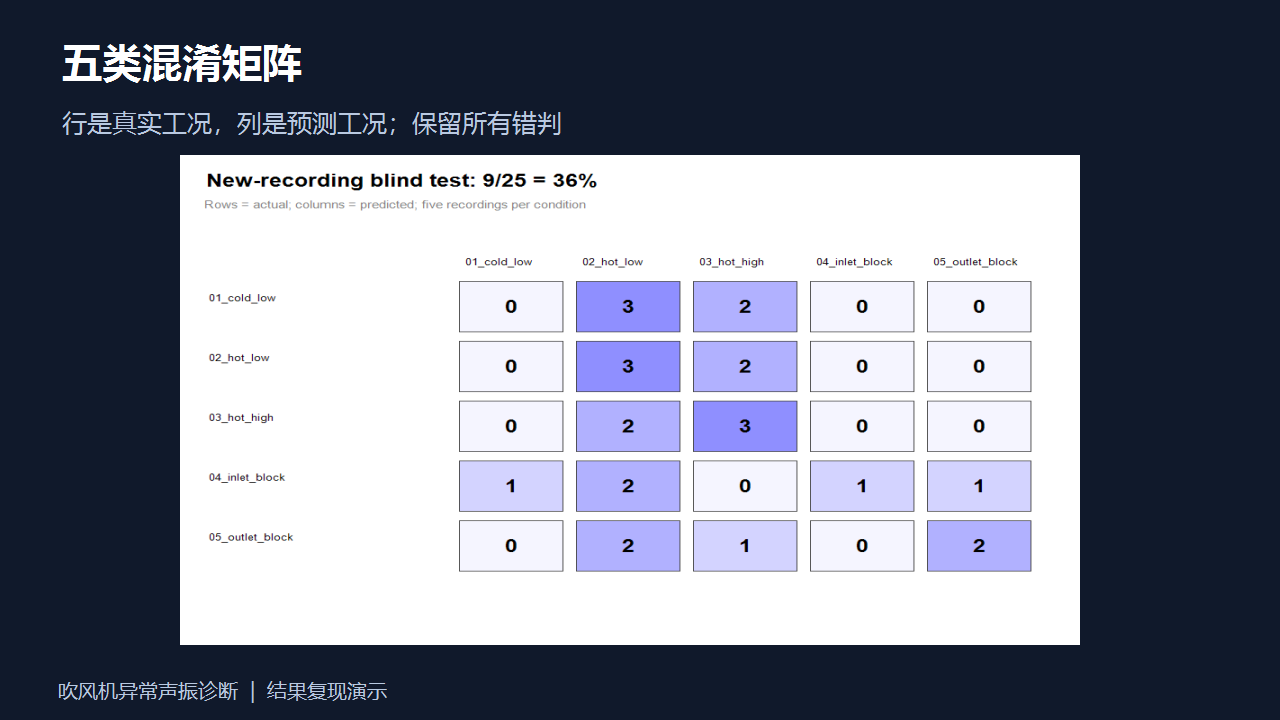 五类混淆矩阵
行是真实工况，列是预测工况；保留所有错判
New-recording blind test: 9/25 = 36%
Rows = actual; columns = predicted; five recordings per condition
01_cold_low 02_hot_low 03_hot_high 04_inlet_block 05_outlet_block
01_cold_low 0 3 2 0 0
02_hot_low 0 3 2 0 0
03_hot_high 0 2 3 0 0
04_inlet_block 1 2 0 1 1
05_outlet_block 0 2 1 0 2
吹风机异常声振诊断 | 结果复现演示